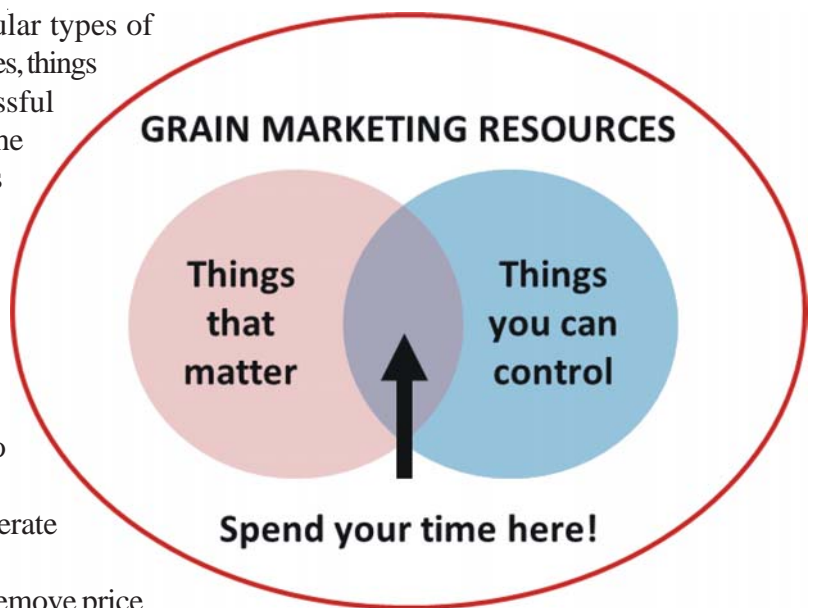 ular types of
es, things
ssful
ne
s
o
erate
emove price
GRAIN MARKETING RESOURCES
Things
that
matter
Things
you can
control
Spend your time here!